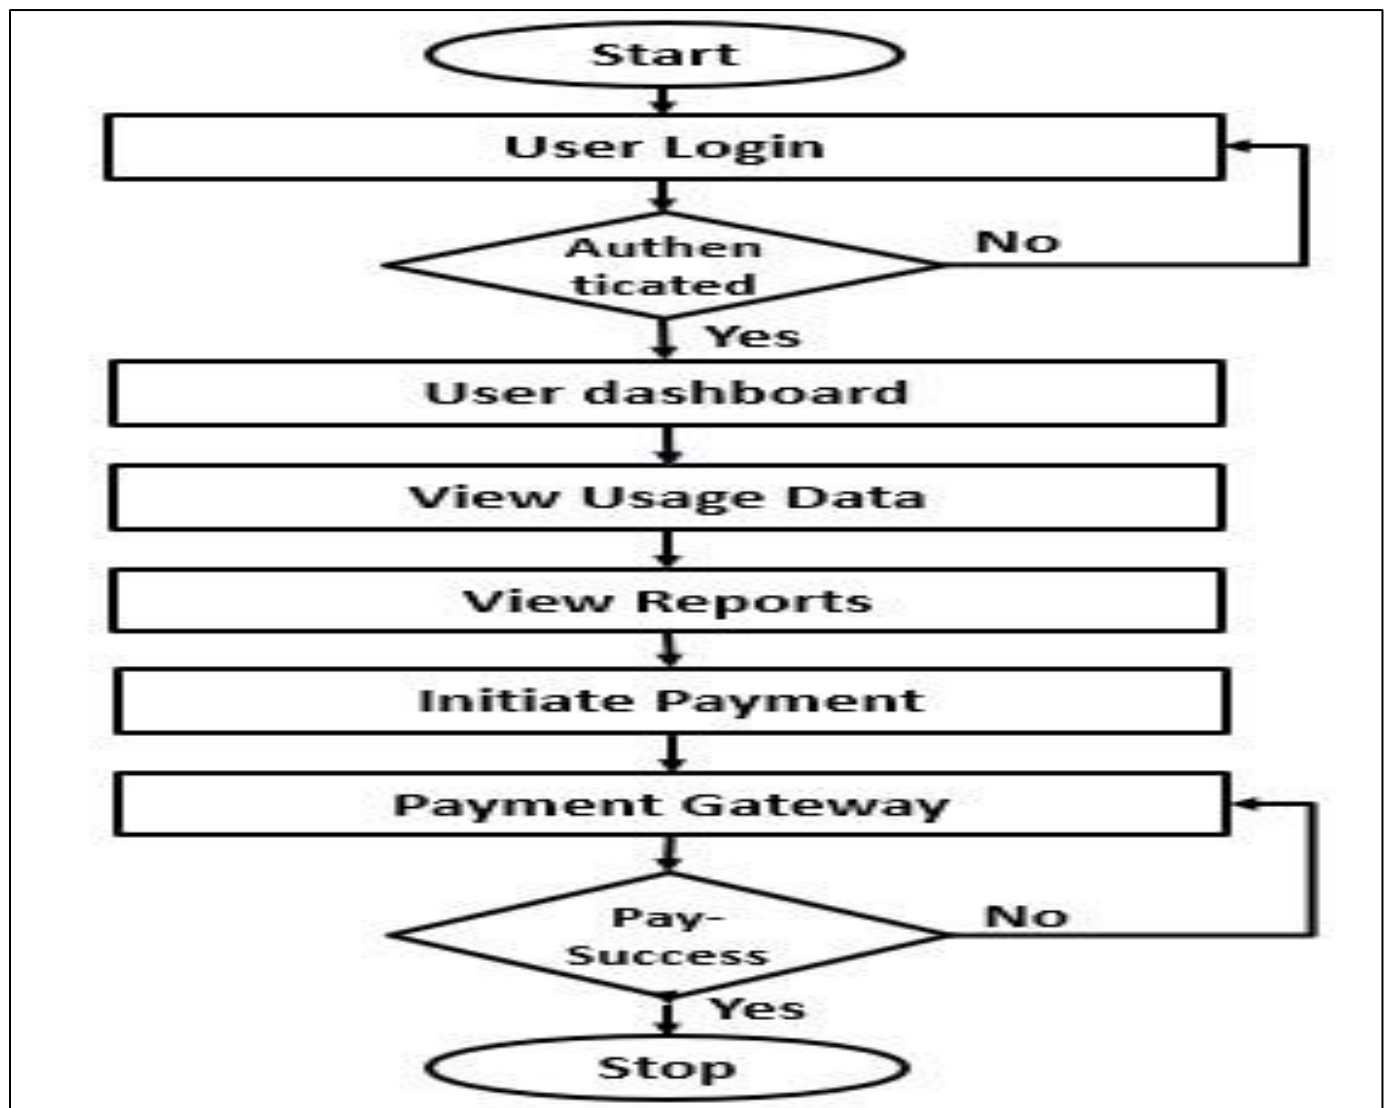 Start
User Login
Authen
ticated
No
Yes
User dashboard
View Usage Data
View Reports
Initiate Payment
Payment Gateway
Pay-
Success
No
Yes
Stop